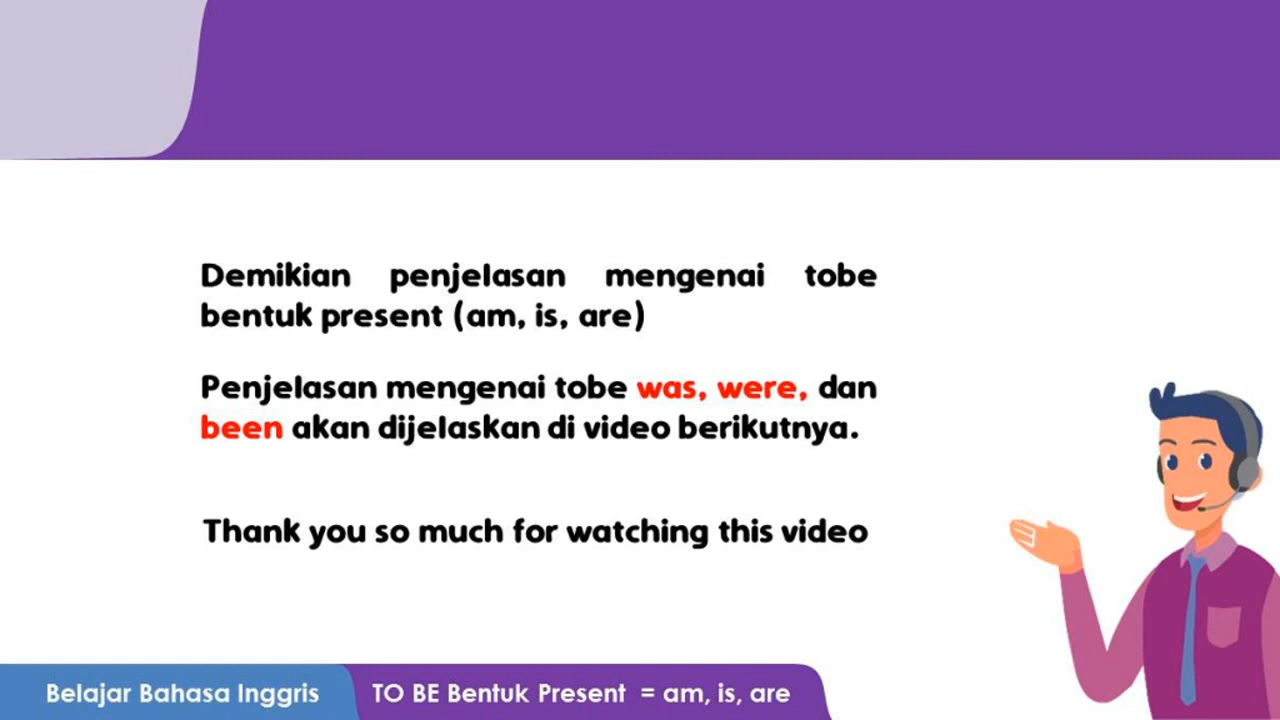 Demikian penjelasan mengenai tobe
bentuk present (am, is, are)
Penjelasan mengenai tobe was, were, dan
been akan dijelaskan di video berikutnya.
Thank you so much for watching this video
Belajar Bahasa Inggris
TO BE Bentuk Present = am, is, are